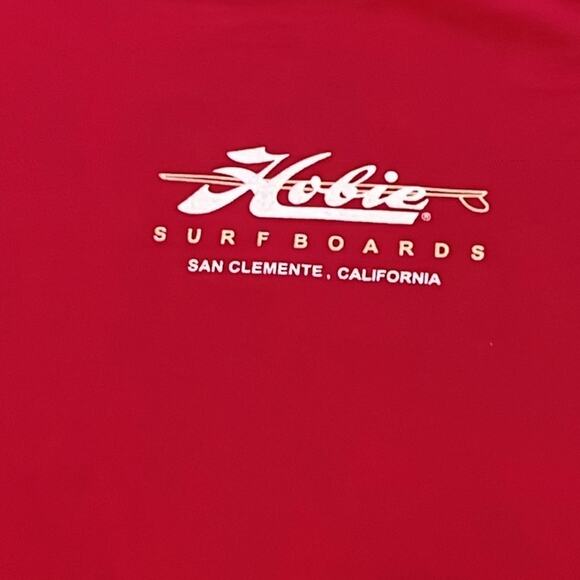 Hobie®
SURFBOARDS
SAN CLEMENTE, CALIFORNIA